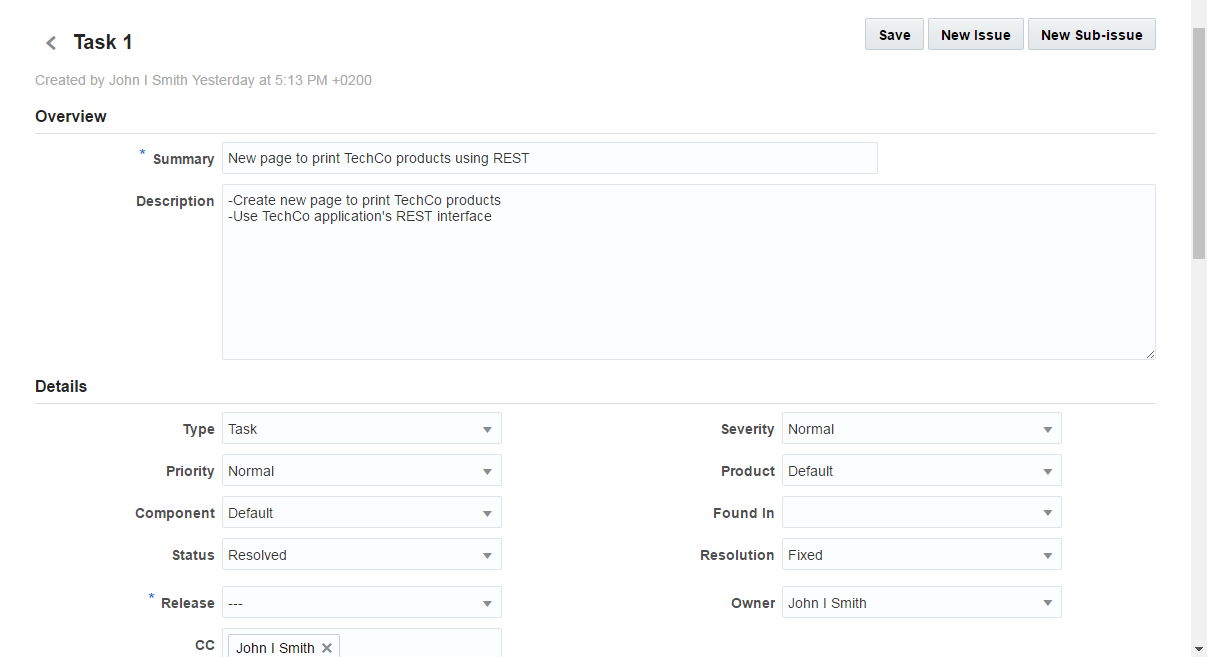 Task 1
Save
New Issue
New Sub-issue
Created by John I Smith Yesterday at 5:13 PM +0200
Overview
* Summary New page to print TechCo products using REST
Description -Create new page to print TechCo products
-Use TechCo application's REST interface
Details
Type Task Severity Normal
Priority Normal Product Default
Component Default Found In
Status Resolved Resolution Fixed
* Release --- Owner John I Smith
CC John I Smith ✕